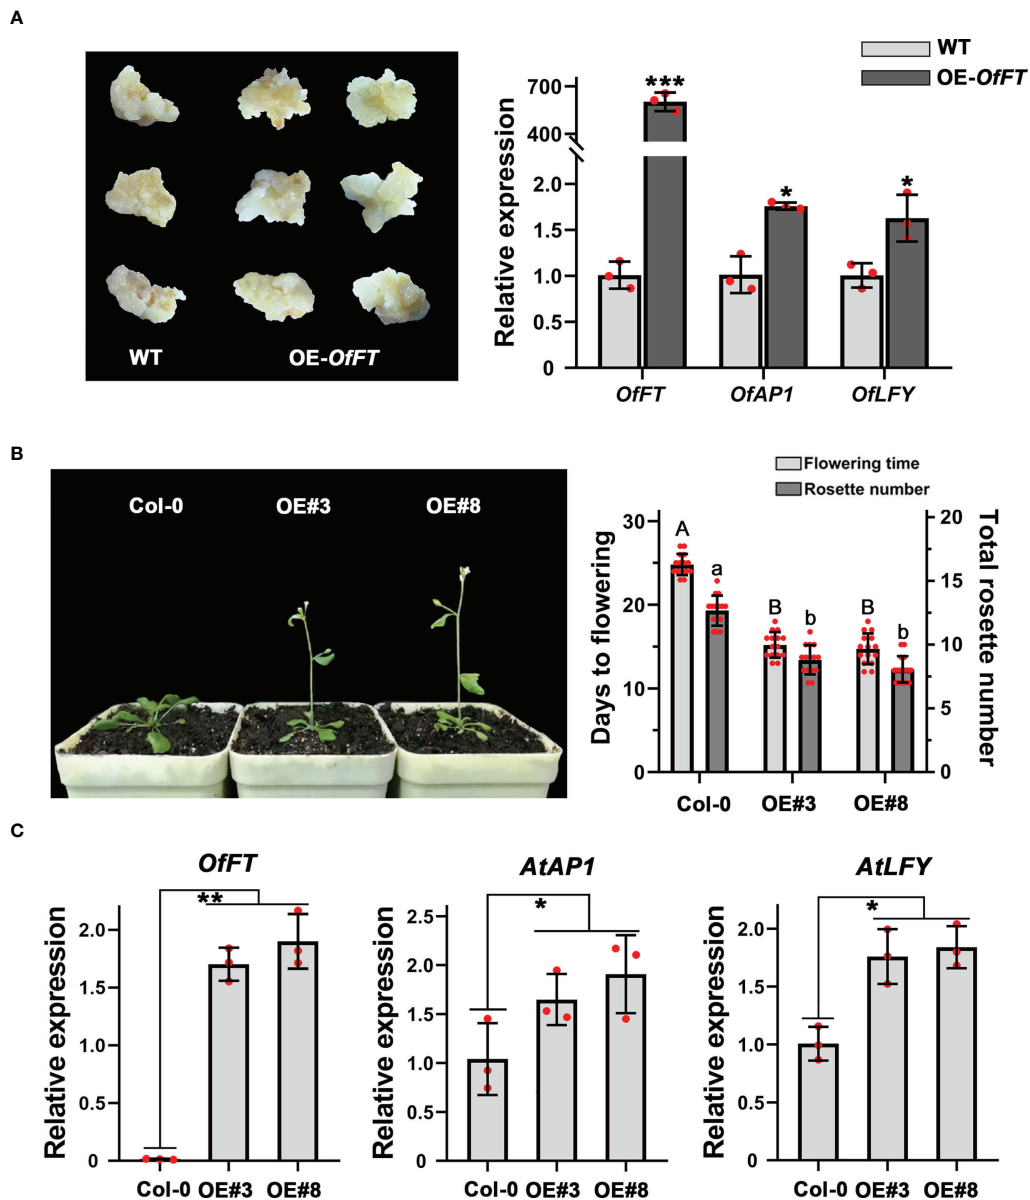 A
WT
OE-OfFT
WT
OE-OfFT
Relative expression
700
400
2.0
1.5
1.0
0.5
0
***
*
*
OfFT
OfAP1
OfLFY
B
Col-0
OE#3
OE#8
Flowering time
Rosette number
Days to flowering
30
20
10
0
A
a
B
b
B
b
20
15
10
5
0
Total rosette number
Col-0
OE#3
OE#8
C
OfFT
Relative expression
2.0
1.5
1.0
0.5
0
**
Col-0
OE#3
OE#8
AtAP1
Relative expression
2.5
2.0
1.5
1.0
0.5
0
*
Col-0
OE#3
OE#8
AtLFY
Relative expression
2.0
1.5
1.0
0.5
0
*
Col-0
OE#3
OE#8